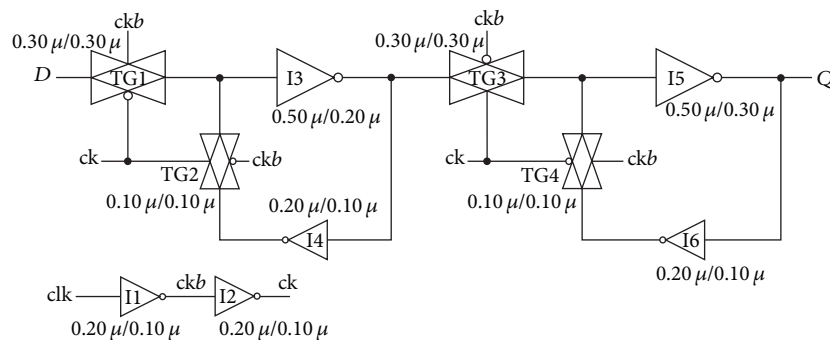 ckb
ckb
0.30 μ/0.30 μ
0.30 μ/0.30 μ
D
TG1
I3
TG3
I5
Q
0.50 μ/0.20 μ
0.50 μ/0.30 μ
ck
ckb
ck
ckb
TG2
TG4
0.10 μ/0.10 μ
0.20 μ/0.10 μ
0.10 μ/0.10 μ
I4
I6
0.20 μ/0.10 μ
clk
I1
ckb
I2
ck
0.20 μ/0.10 μ
0.20 μ/0.10 μ